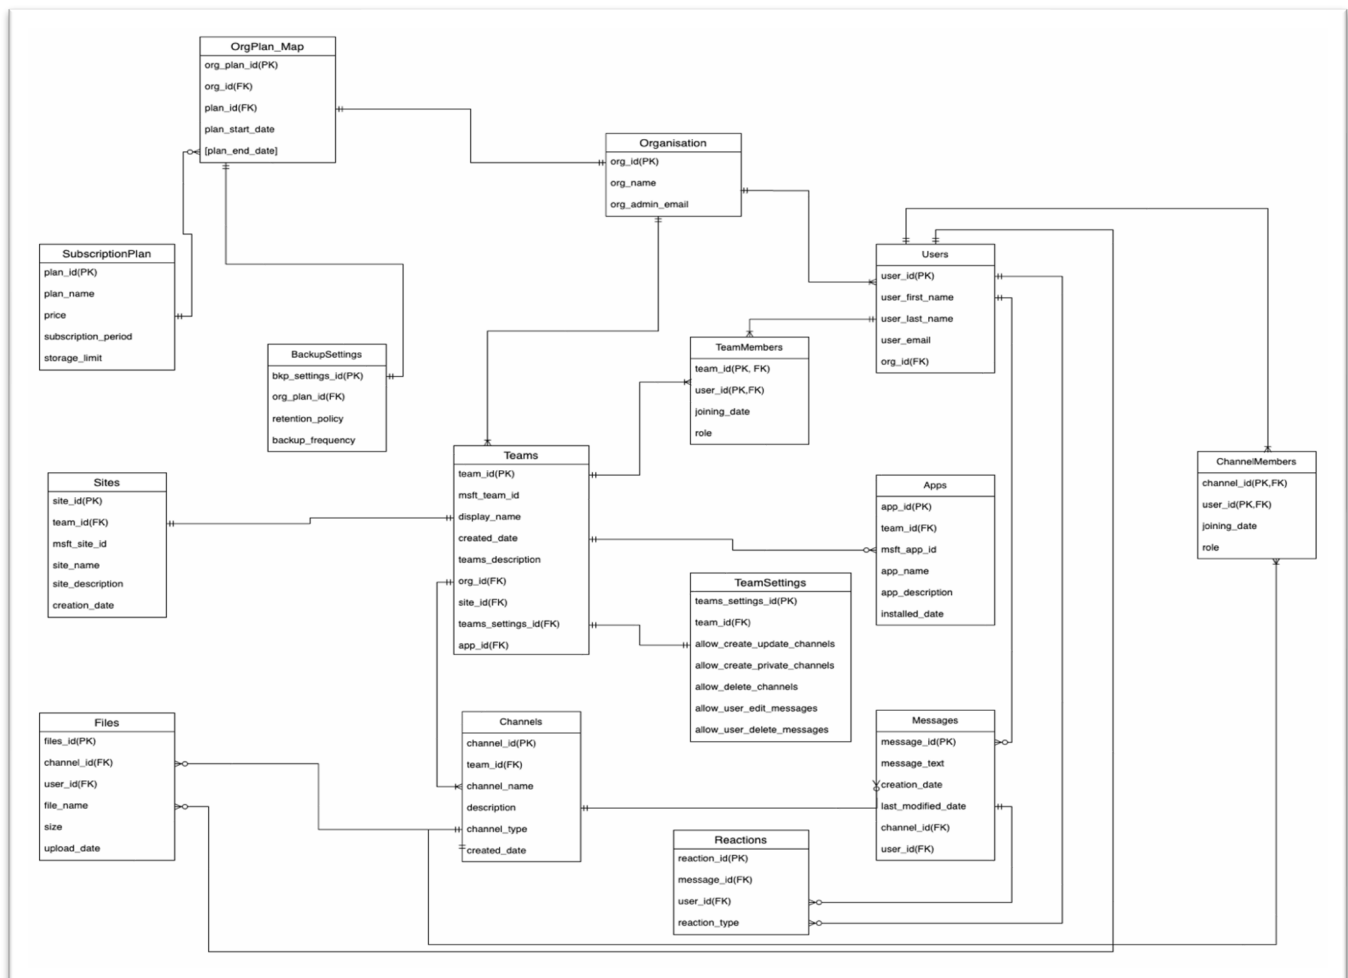 OrgPlan_Map
org_plan_id(PK)
org_id(FK)
plan_id(FK)
plan_start_date
[plan_end_date]
Organisation
org_id(PK)
org_name
org_admin_email
SubscriptionPlan
plan_id(PK)
plan_name
price
subscription_period
storage_limit
Users
user_id(PK)
user_first_name
user_last_name
user_email
org_id(FK)
BackupSettings
bkp_settings_id(PK)
org_plan_id(FK)
retention_policy
backup_frequency
TeamMembers
team_id(PK, FK)
user_id(PK,FK)
joining_date
role
Teams
team_id(PK)
msft_team_id
display_name
created_date
teams_description
org_id(FK)
site_id(FK)
teams_settings_id(FK)
app_id(FK)
ChannelMembers
channel_id(PK,FK)
user_id(PK,FK)
joining_date
role
Sites
site_id(PK)
team_id(FK)
msft_site_id
site_name
site_description
creation_date
Apps
app_id(PK)
team_id(FK)
msft_app_id
app_name
app_description
installed_date
TeamSettings
teams_settings_id(PK)
team_id(FK)
allow_create_update_channels
allow_create_private_channels
allow_delete_channels
allow_user_edit_messages
allow_user_delete_messages
Files
files_id(PK)
channel_id(FK)
user_id(FK)
file_name
size
upload_date
Channels
channel_id(PK)
team_id(FK)
channel_name
description
channel_type
created_date
Messages
message_id(PK)
message_text
creation_date
last_modified_date
channel_id(FK)
user_id(FK)
Reactions
reaction_id(PK)
message_id(FK)
user_id(FK)
reaction_type